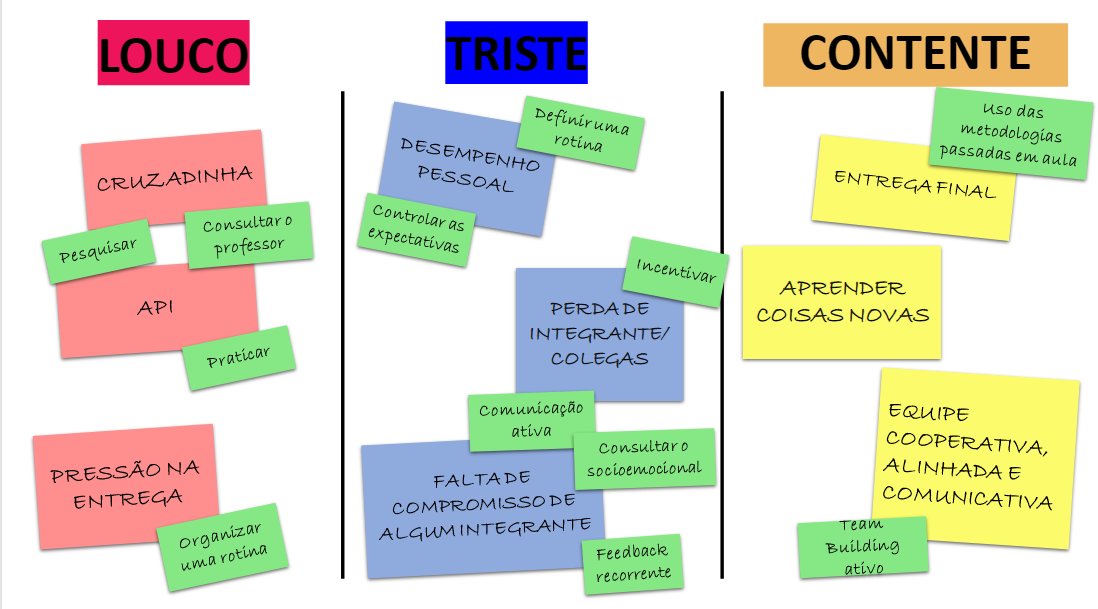 LOUCO
CRUZADINHA
Pesquisar
Consultar o
professor
API
Praticar
PRESSÃO NA
ENTREGA
Organizar
uma rotina
TRISTE
DESEMPENHO
PESSOAL
Definir uma
rotina
Controlar as
expectativas
PERDA DE
INTEGRANTE/
COLEGAS
Incentivar
Comunicação
ativa
Consultar o
socioemocional
FALTA DE
COMPROMISSO DE
ALGUM INTEGRANTE
Feedback
recorrente
CONTENTE
Uso das
metodologias
passadas em aula
ENTREGA FINAL
APRENDER
COISAS NOVAS
EQUIPE
COOPERATIVA,
ALINHADA E
COMUNICATIVA
Team
Building
ativo